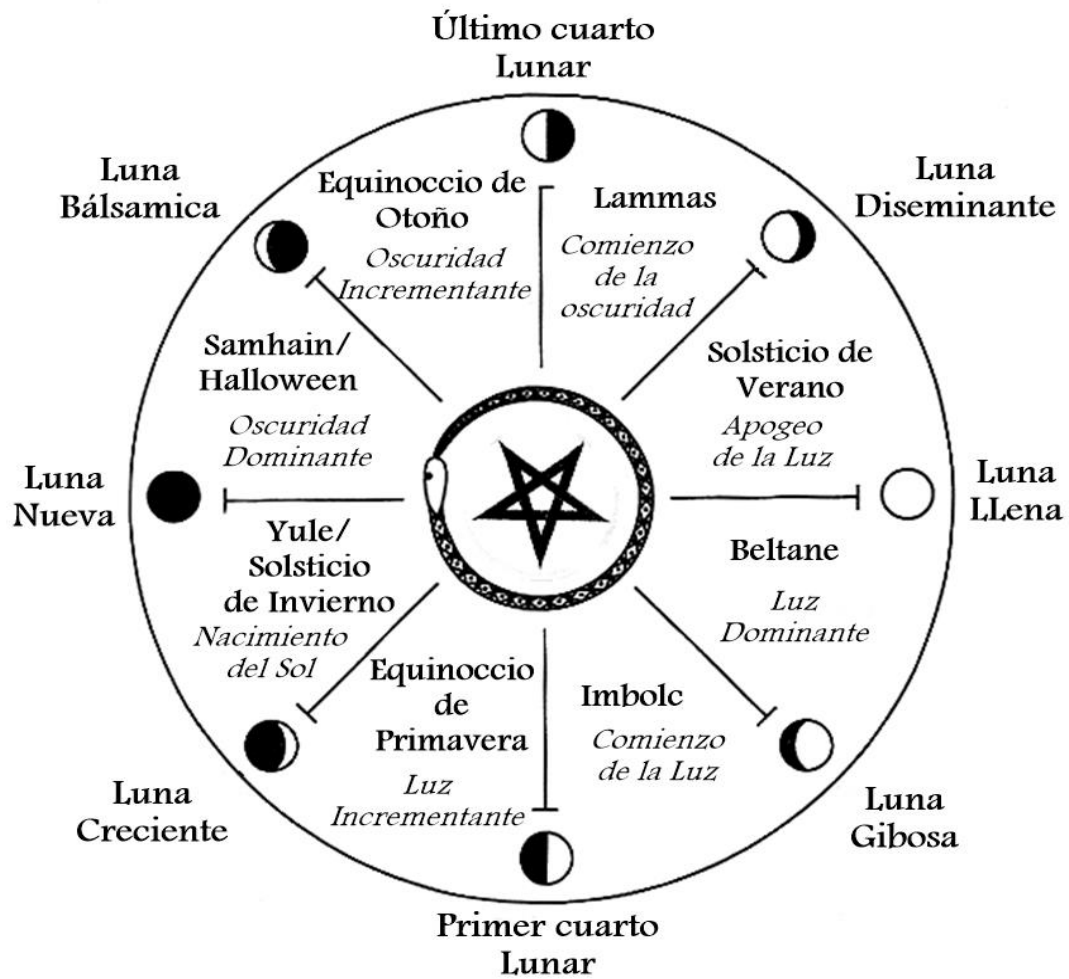 Último cuarto
Lunar
Luna
Diseminante
Luna
LLena
Luna
Gibosa
Primer cuarto
Lunar
Luna
Creciente
Luna
Nueva
Luna
Bálsamica
Equinoccio de
Otoño
Oscuridad
Incrementante
Lammas
Comienzo
de la
oscuridad
Solsticio de
Verano
Apogeo
de la Luz
Beltane
Luz
Dominante
Imbolc
Comienzo
de la Luz
Equinoccio
de
Primavera
Luz
Incrementante
Yule/
Solsticio
de Invierno
Nacimiento
del Sol
Samhain/
Halloween
Oscuridad
Dominante